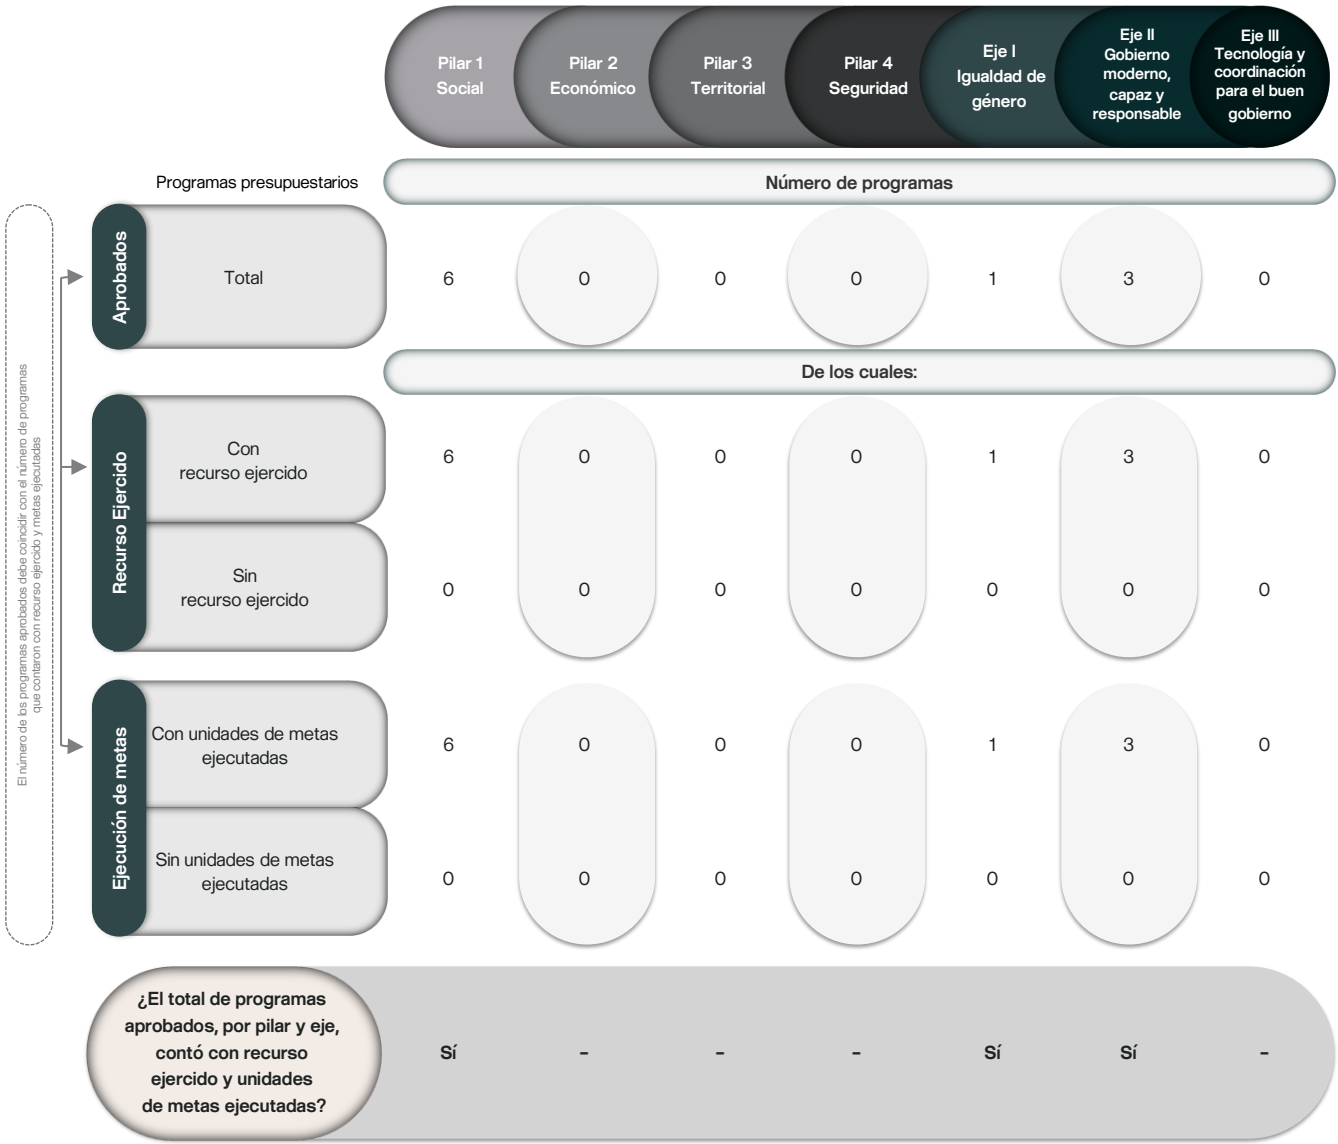 Pilar 1
Social
Pilar 2
Económico
Pilar 3
Territorial
Pilar 4
Seguridad
Eje I
Igualdad de
género
Eje II
Gobierno
moderno,
capaz y
responsable
Eje III
Tecnología y
coordinación
para el buen
gobierno
Programas presupuestarios
Número de programas
Aprobados
Total
6 0 0 0 1 3 0
De los cuales:
El número de los programas aprobados debe coincidir con el número de programas
que contaron con recurso ejercido y metas ejecutadas
Recurso Ejercido
Con
recurso ejercido
6 0 0 0 1 3 0
Sin
recurso ejercido
0 0 0 0 0 0 0
Ejecución de metas
Con unidades de metas
ejecutadas
6 0 0 0 1 3 0
Sin unidades de metas
ejecutadas
0 0 0 0 0 0 0
¿El total de programas
aprobados, por pilar y eje,
contó con recurso
ejercido y unidades
de metas ejecutadas?
Sí – – – Sí Sí –